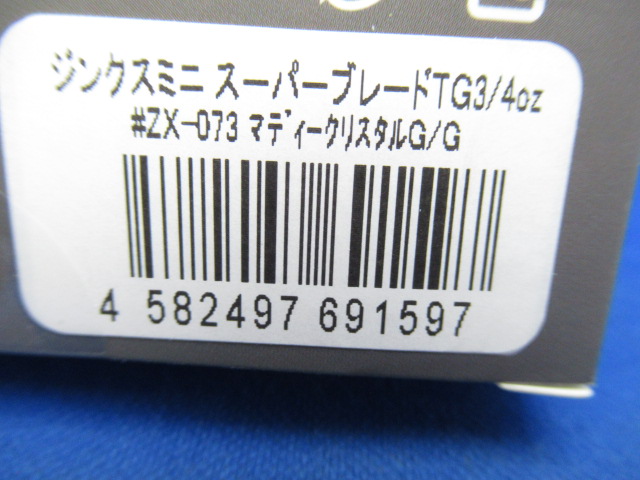 ジンクスミニ スーパーブレードTG3/4oz
#ZX-073 マディークリスタルG/G
4 582497 691597